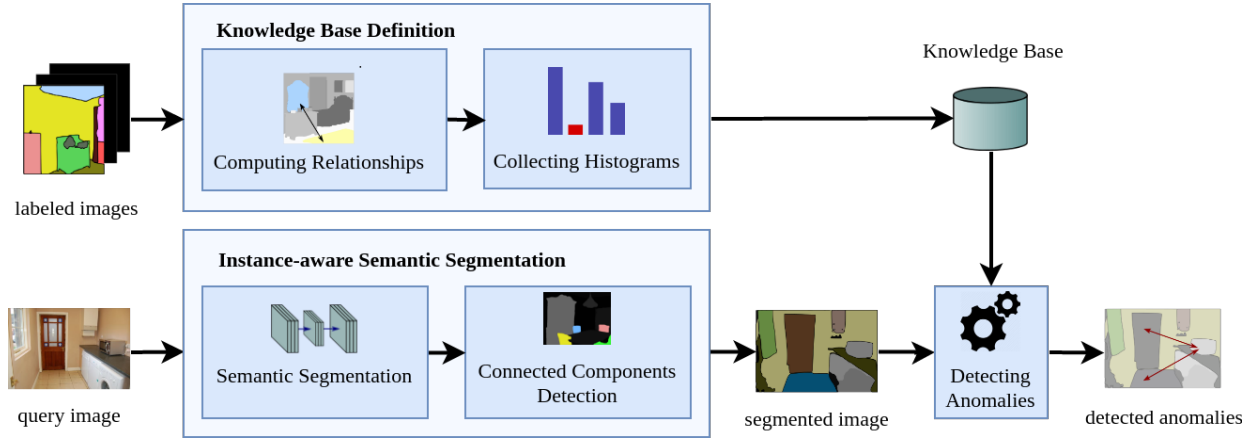 Knowledge Base Definition
Computing Relationships
Collecting Histograms
labeled images
Knowledge Base
Instance-aware Semantic Segmentation
Semantic Segmentation
Connected Components
Detection
query image
segmented image
Detecting
Anomalies
detected anomalies